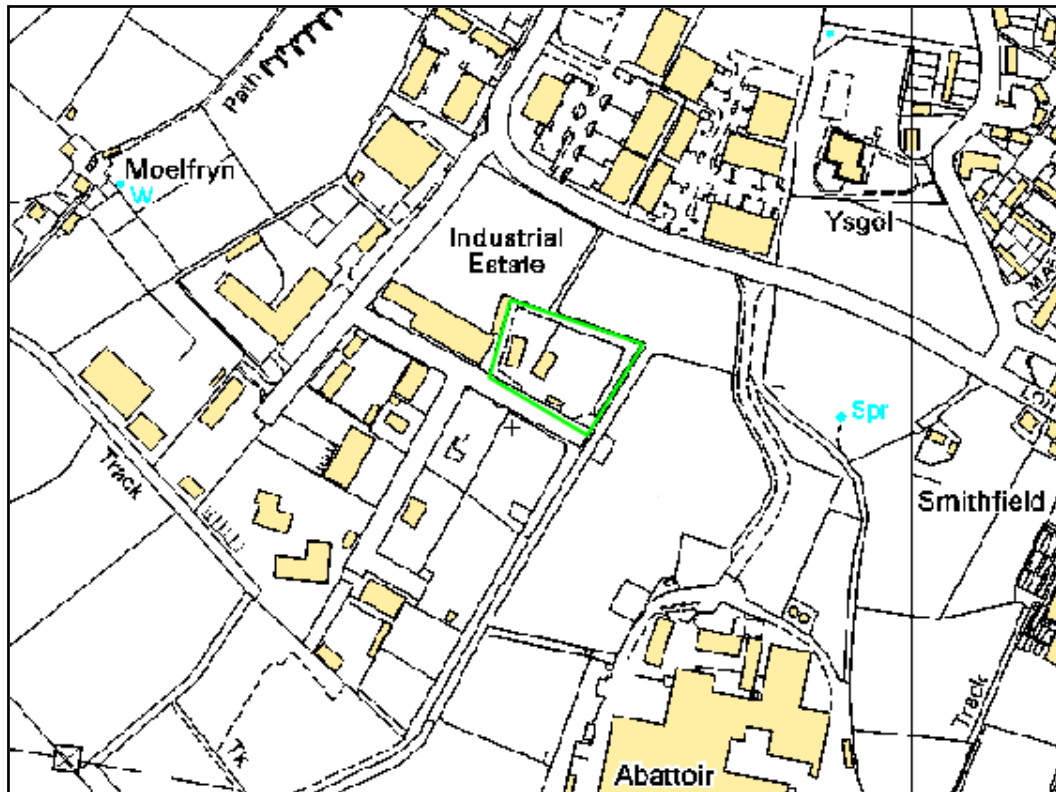 Path
Moelfryn
W
Ysgol
Industrial
Estate
Spr
Track
Smithfield
Track
Tk
Abattoir